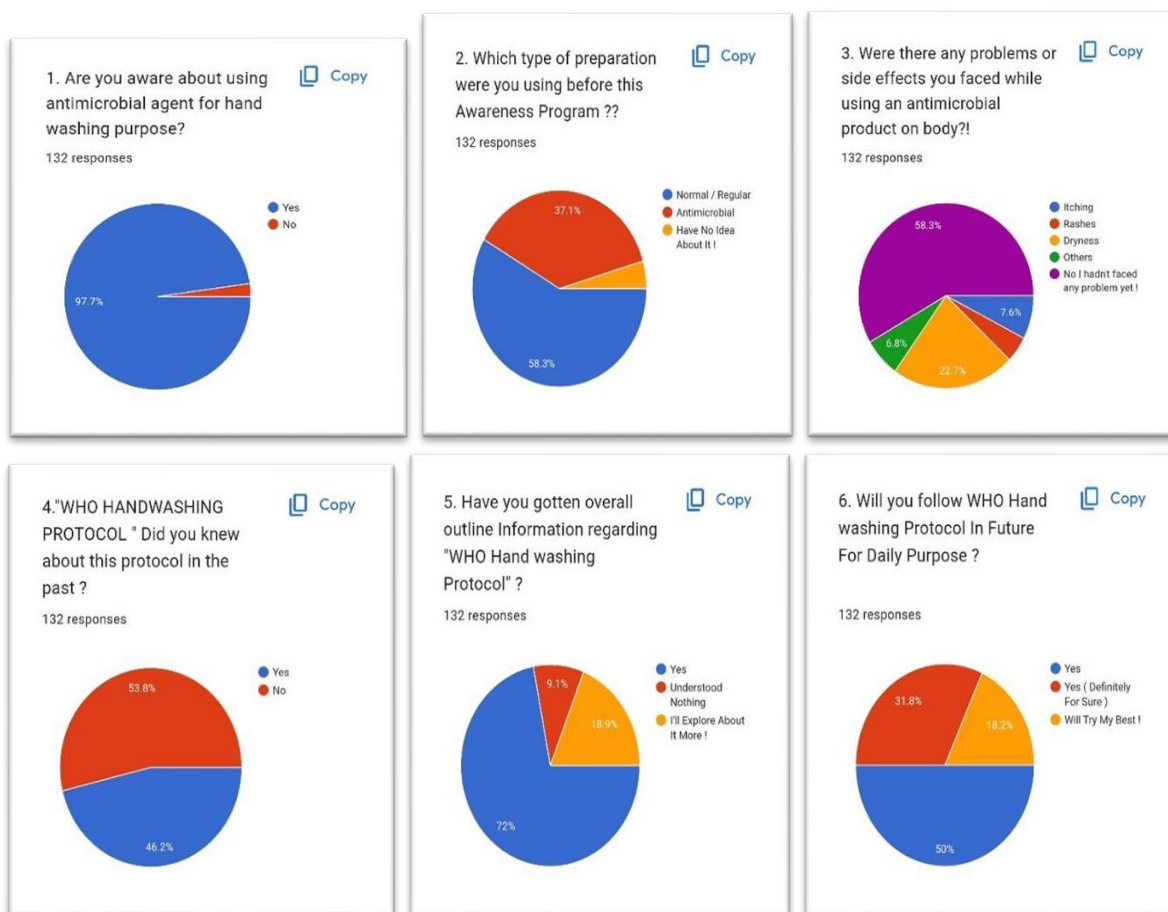 1. Are you aware about using
antimicrobial agent for hand
washing purpose?
Copy
132 responses
Yes
No
97.7%
2. Which type of preparation
were you using before this
Awareness Program ??
Copy
132 responses
Normal / Regular
Antimicrobial
Have No Idea
About It !
37.1%
58.3%
3. Were there any problems or
side effects you faced while
using an antimicrobial
product on body?!
Copy
132 responses
Itching
Rashes
Dryness
Others
No I hadn't faced
any problem yet !
58.3%
7.6%
6.8%
22.7%
4."WHO HANDWASHING
PROTOCOL " Did you knew
about this protocol in the
past ?
Copy
132 responses
Yes
No
53.8%
46.2%
5. Have you gotten overall
outline Information regarding
"WHO Hand washing
Protocol" ?
Copy
132 responses
Yes
Understood
Nothing
I'll Explore About
It More !
9.1%
18.9%
72%
6. Will you follow WHO Hand
washing Protocol In Future
For Daily Purpose ?
Copy
132 responses
Yes
Yes ( Definitely
For Sure )
Will Try My Best !
31.8%
18.2%
50%